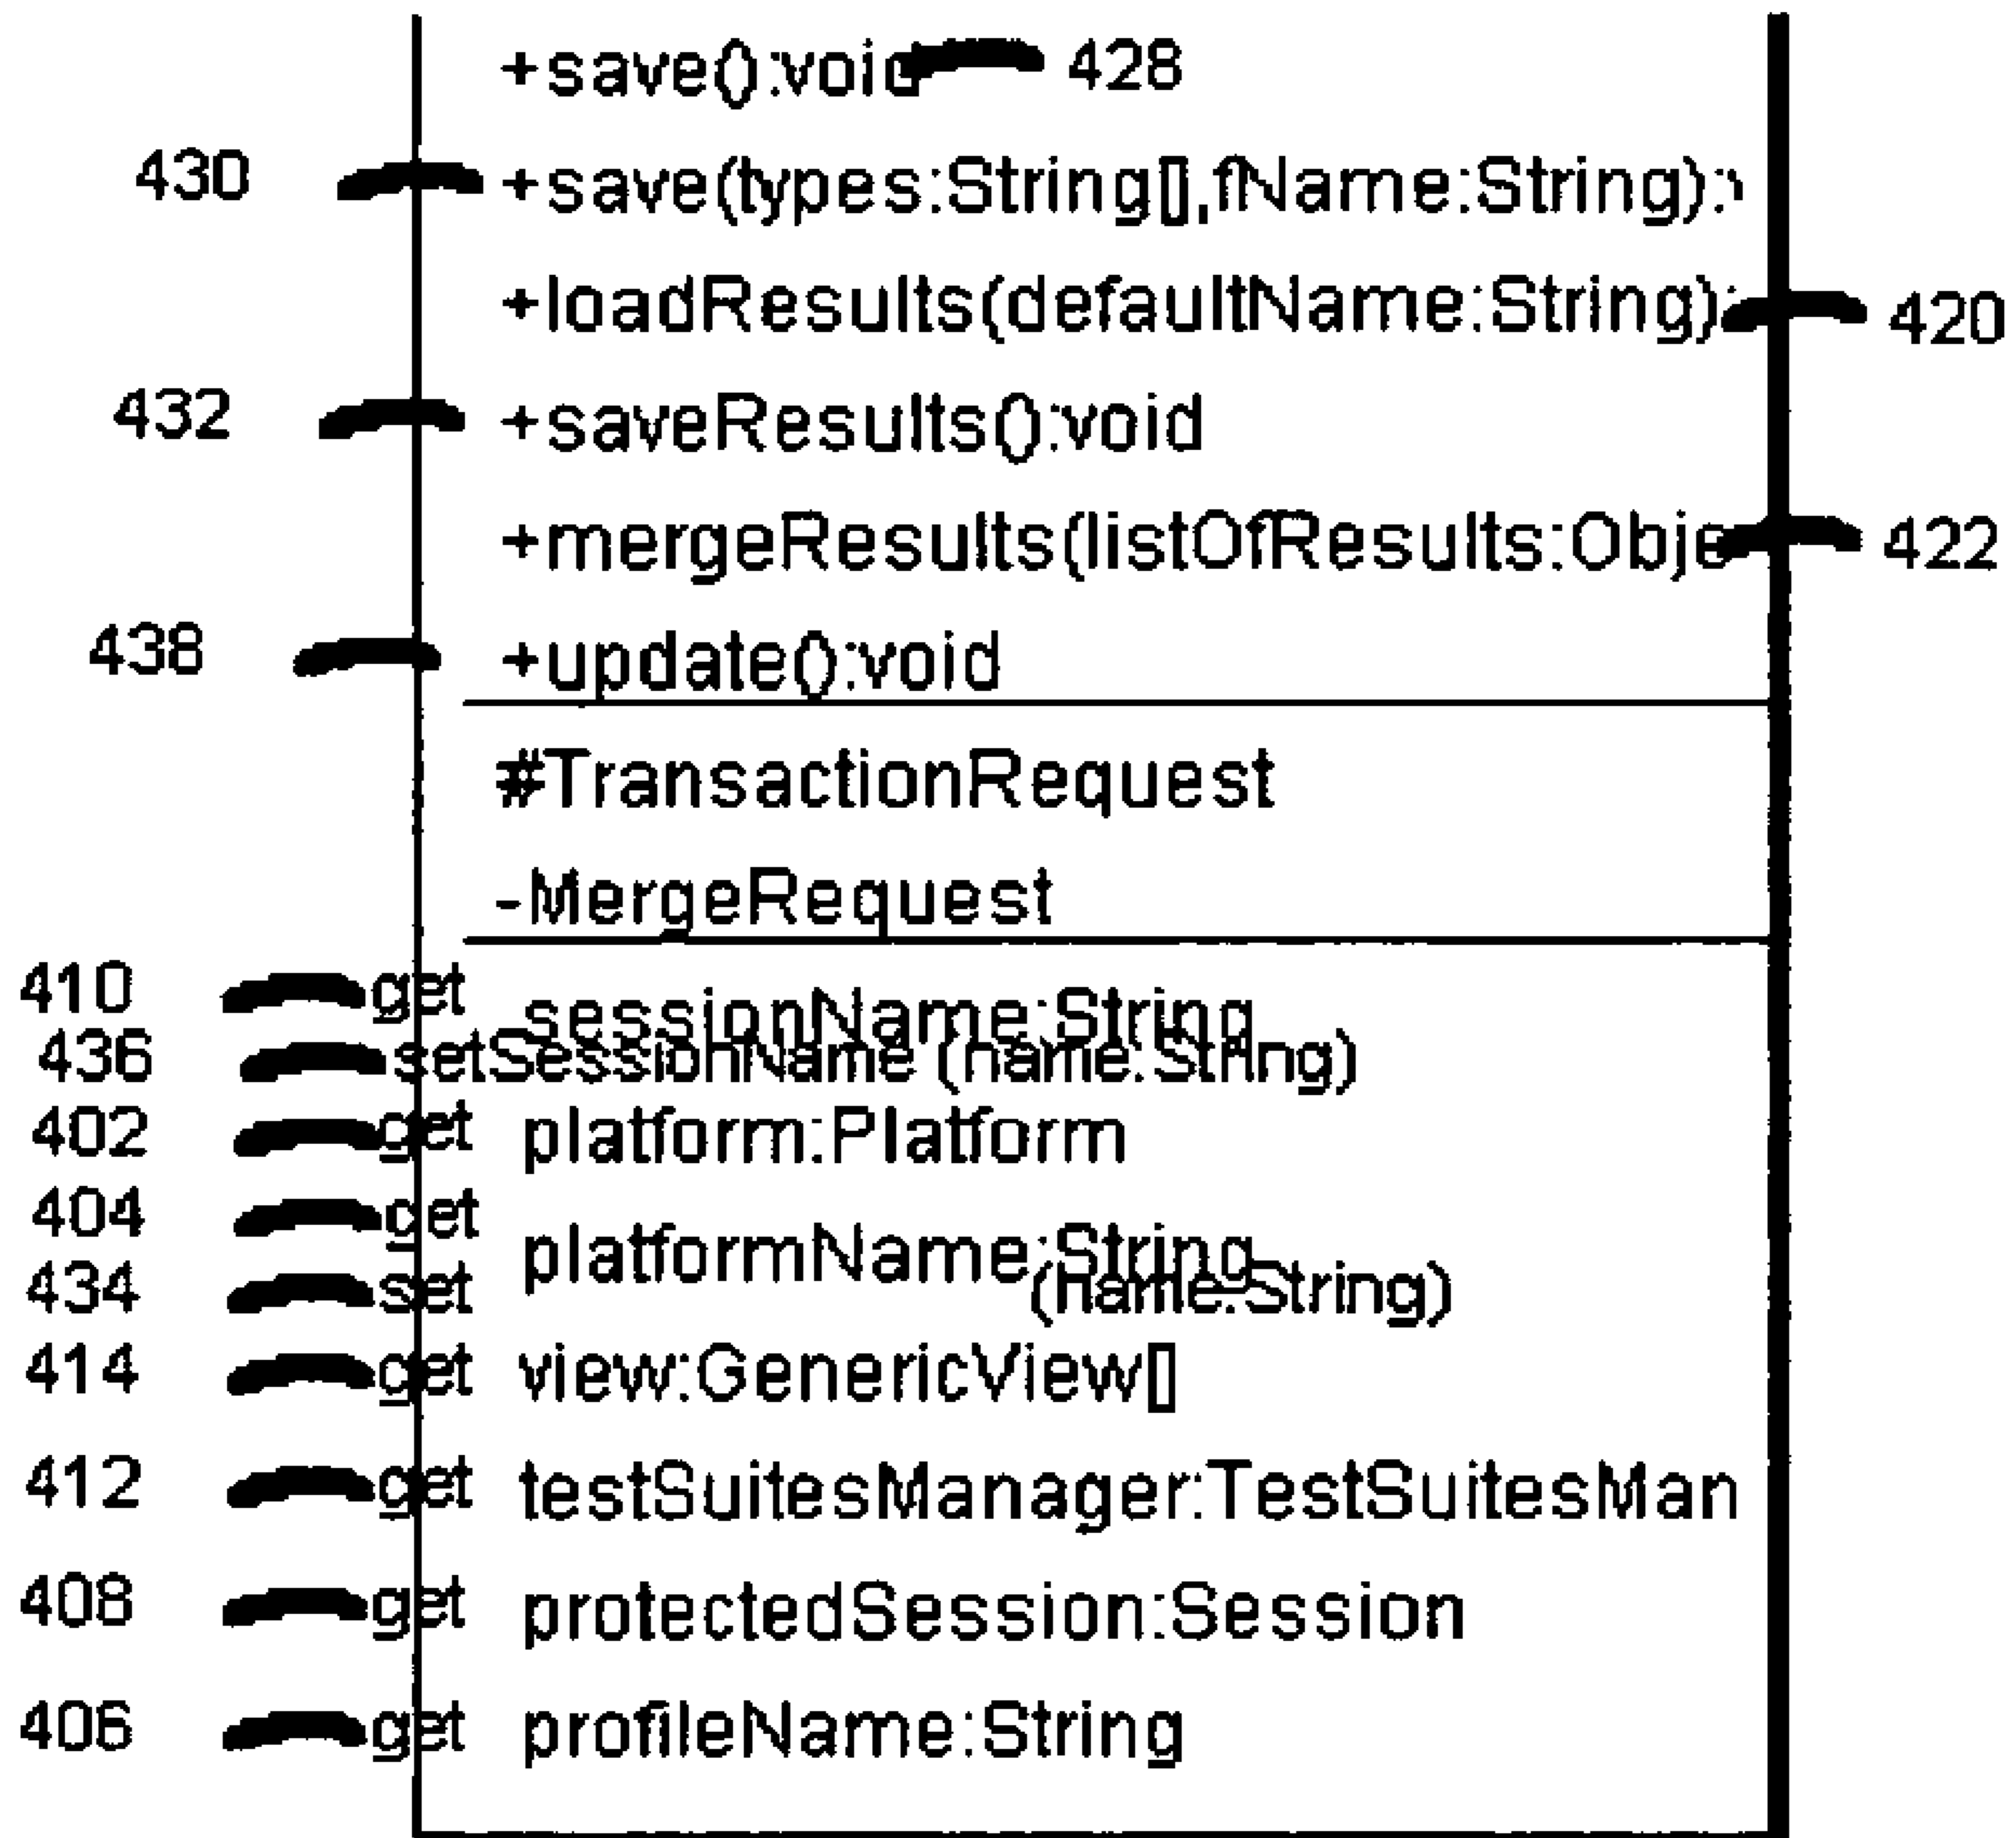 +save():void 428
430 +save(types:String[],fName:String):
+loadResults(defaultName:String): 420
432 +saveResults():void
+mergeResults(listOfResults:Obje 422
438 +update():void
#TransactionRequest
-MergeRequest
410 get sessionName:String
436 setSessionName (name:String)
402 get platform:Platform
404 get platformName:String
434 set (name:String)
414 get view:GenericView[]
412 get testSuitesManager:TestSuitesMan
408 get protectedSession:Session
406 get profileName:String